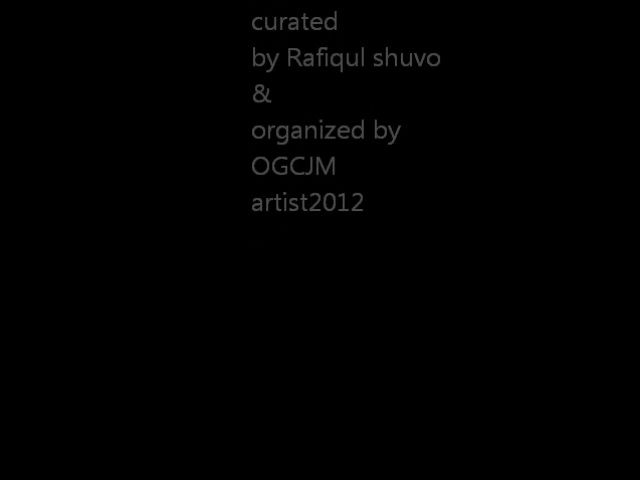 curated
by Rafiqul shuvo
&
organized by
OGCJM
artist2012